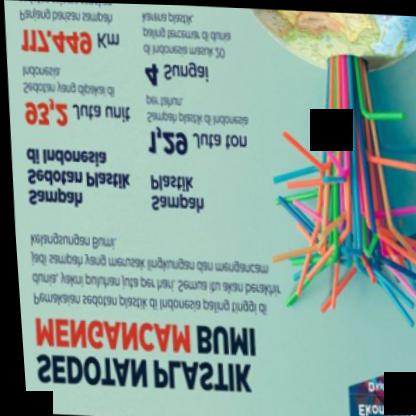 SEDOTAN PLASTIK
MENGANCAM BUMI
Pemakaian sedotan plastik di Indonesia paling tinggi di
dunia, yakni puluhan juta per hari. Semua itu akan berakhir
jadi sampah yang merusak lingkungan dan mengancam
kelangsungan Bumi.
Sampah
Sedotan Plastik
di Indonesia
93,2 Juta unit
Sedotan yang dipakai di
Indonesia
117.449 Km
Panjang barisan sampah
Sampah
Plastik
1,29 Juta ton
Sampah plastik di Indonesia
per tahun.
4 Sungai
di Indonesia masuk 20
paling tercemar di dunia
karena plastik